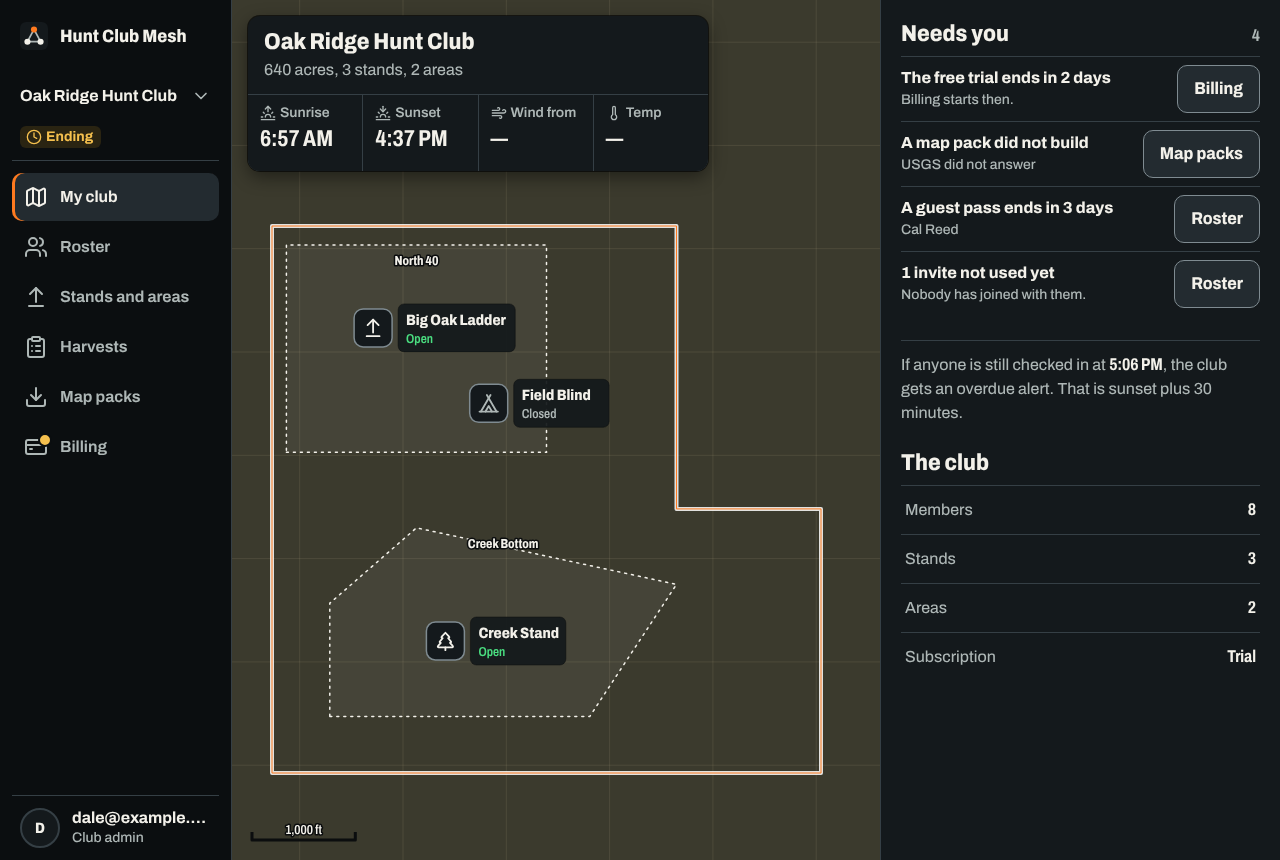 Hunt Club Mesh
Oak Ridge Hunt Club
Ending
My club
Roster
Stands and areas
Harvests
Map packs
Billing
D
dale@example.…
Club admin
Oak Ridge Hunt Club
640 acres, 3 stands, 2 areas
Sunrise
6:57 AM
Sunset
4:37 PM
Wind from
—
Temp
—
North 40
Big Oak Ladder
Open
Field Blind
Closed
Creek Bottom
Creek Stand
Open
1,000 ft
Needs you
4
The free trial ends in 2 days
Billing starts then.
Billing
A map pack did not build
USGS did not answer
Map packs
A guest pass ends in 3 days
Cal Reed
Roster
1 invite not used yet
Nobody has joined with them.
Roster
If anyone is still checked in at 5:06 PM, the club
gets an overdue alert. That is sunset plus 30
minutes.
The club
Members
8
Stands
3
Areas
2
Subscription
Trial